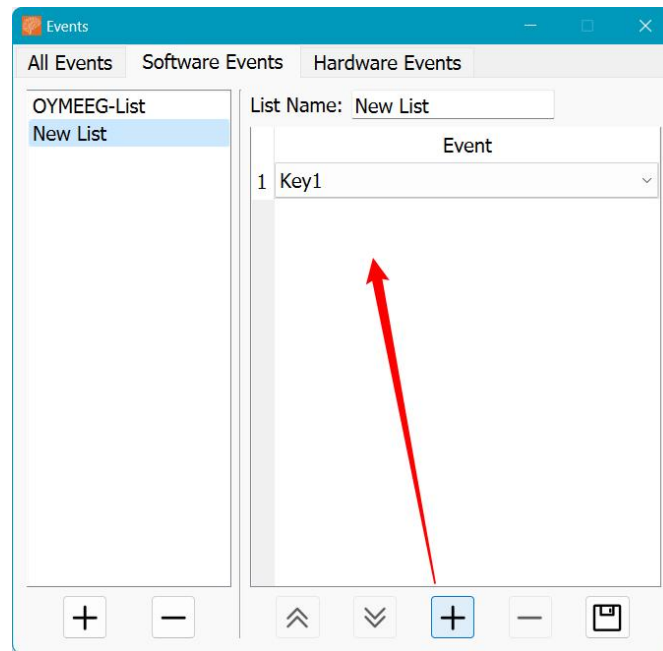 Events
All Events Software Events Hardware Events
OYMEEG-List
New List
List Name: New List
Event
1 Key1